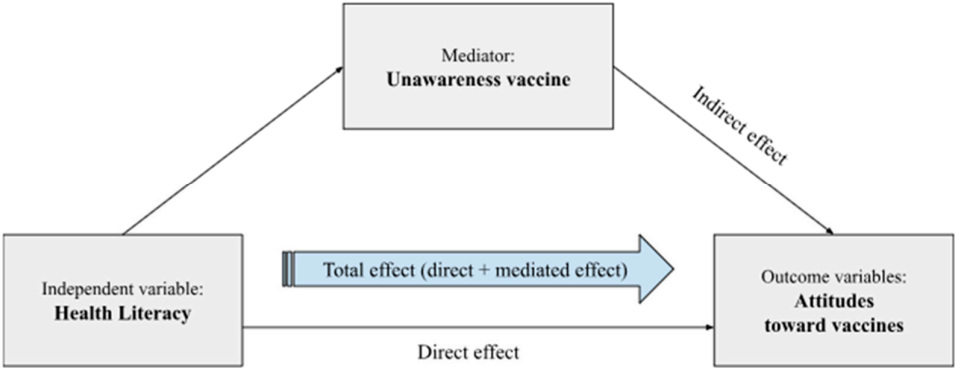 Mediator:
Unawareness vaccine
Indirect effect
Independent variable:
Health Literacy
Total effect (direct + mediated effect)
Outcome variables:
Attitudes
toward vaccines
Direct effect